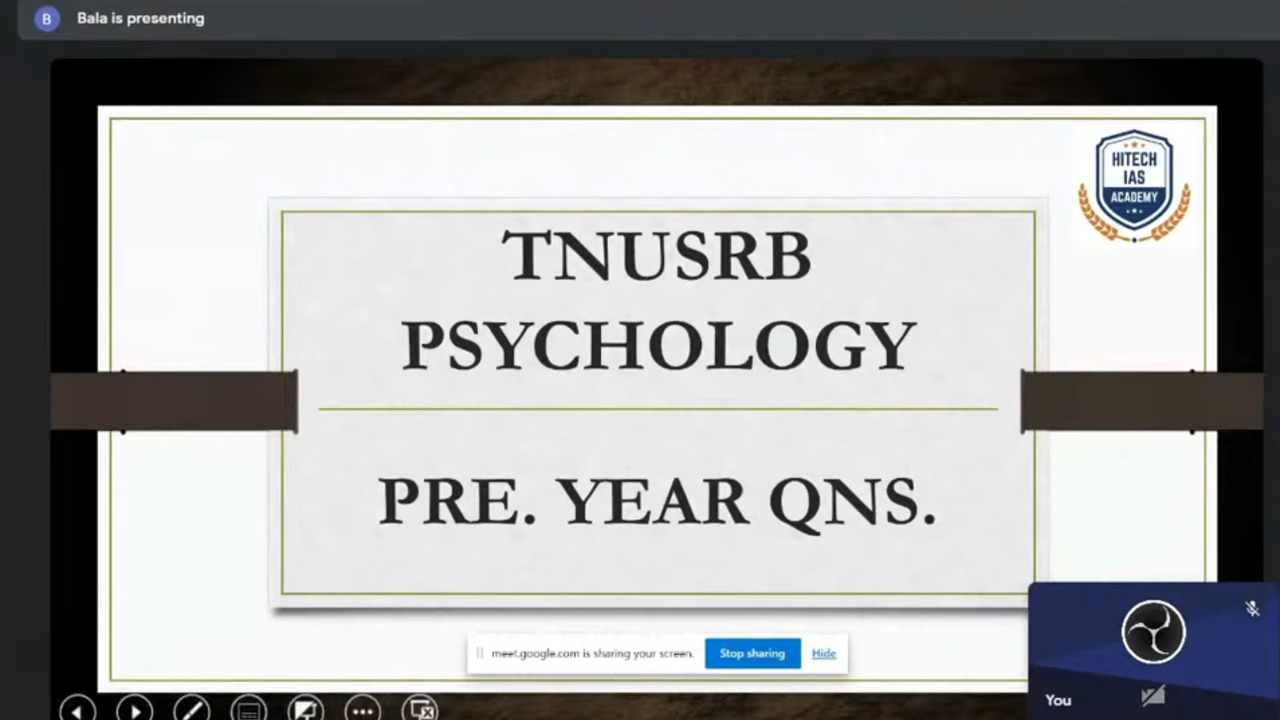 B
Bala is presenting
HITECH
IAS
ACADEMY
TNUSRB
PSYCHOLOGY
PRE. YEAR QNS.
meet.google.com is sharing your screen.
Stop sharing
Hide
You